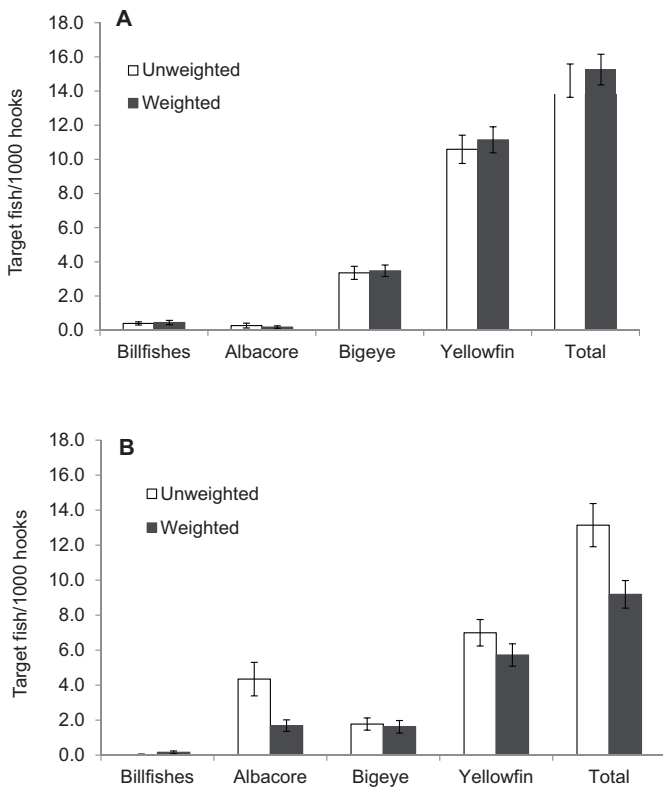 A
18.0
16.0
14.0
12.0
10.0
8.0
6.0
4.0
2.0
0.0
Target fish/1000 hooks
Unweighted
Weighted
Billfishes Albacore Bigeye Yellowfin Total
B
18.0
16.0
14.0
12.0
10.0
8.0
6.0
4.0
2.0
0.0
Target fish/1000 hooks
Unweighted
Weighted
Billfishes Albacore Bigeye Yellowfin Total